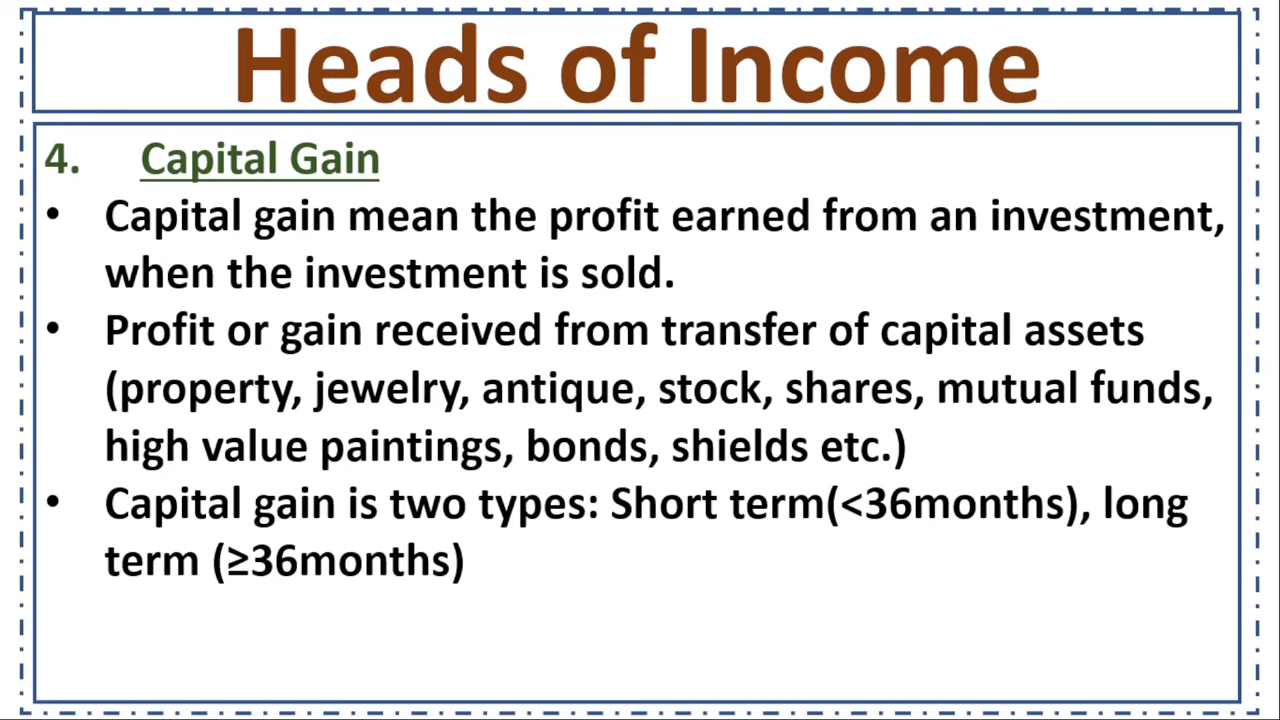 Heads of Income
4. Capital Gain
• Capital gain mean the profit earned from an investment,
when the investment is sold.
• Profit or gain received from transfer of capital assets
(property, jewelry, antique, stock, shares, mutual funds,
high value paintings, bonds, shields etc.)
• Capital gain is two types: Short term(<36months), long
term (≥36months)